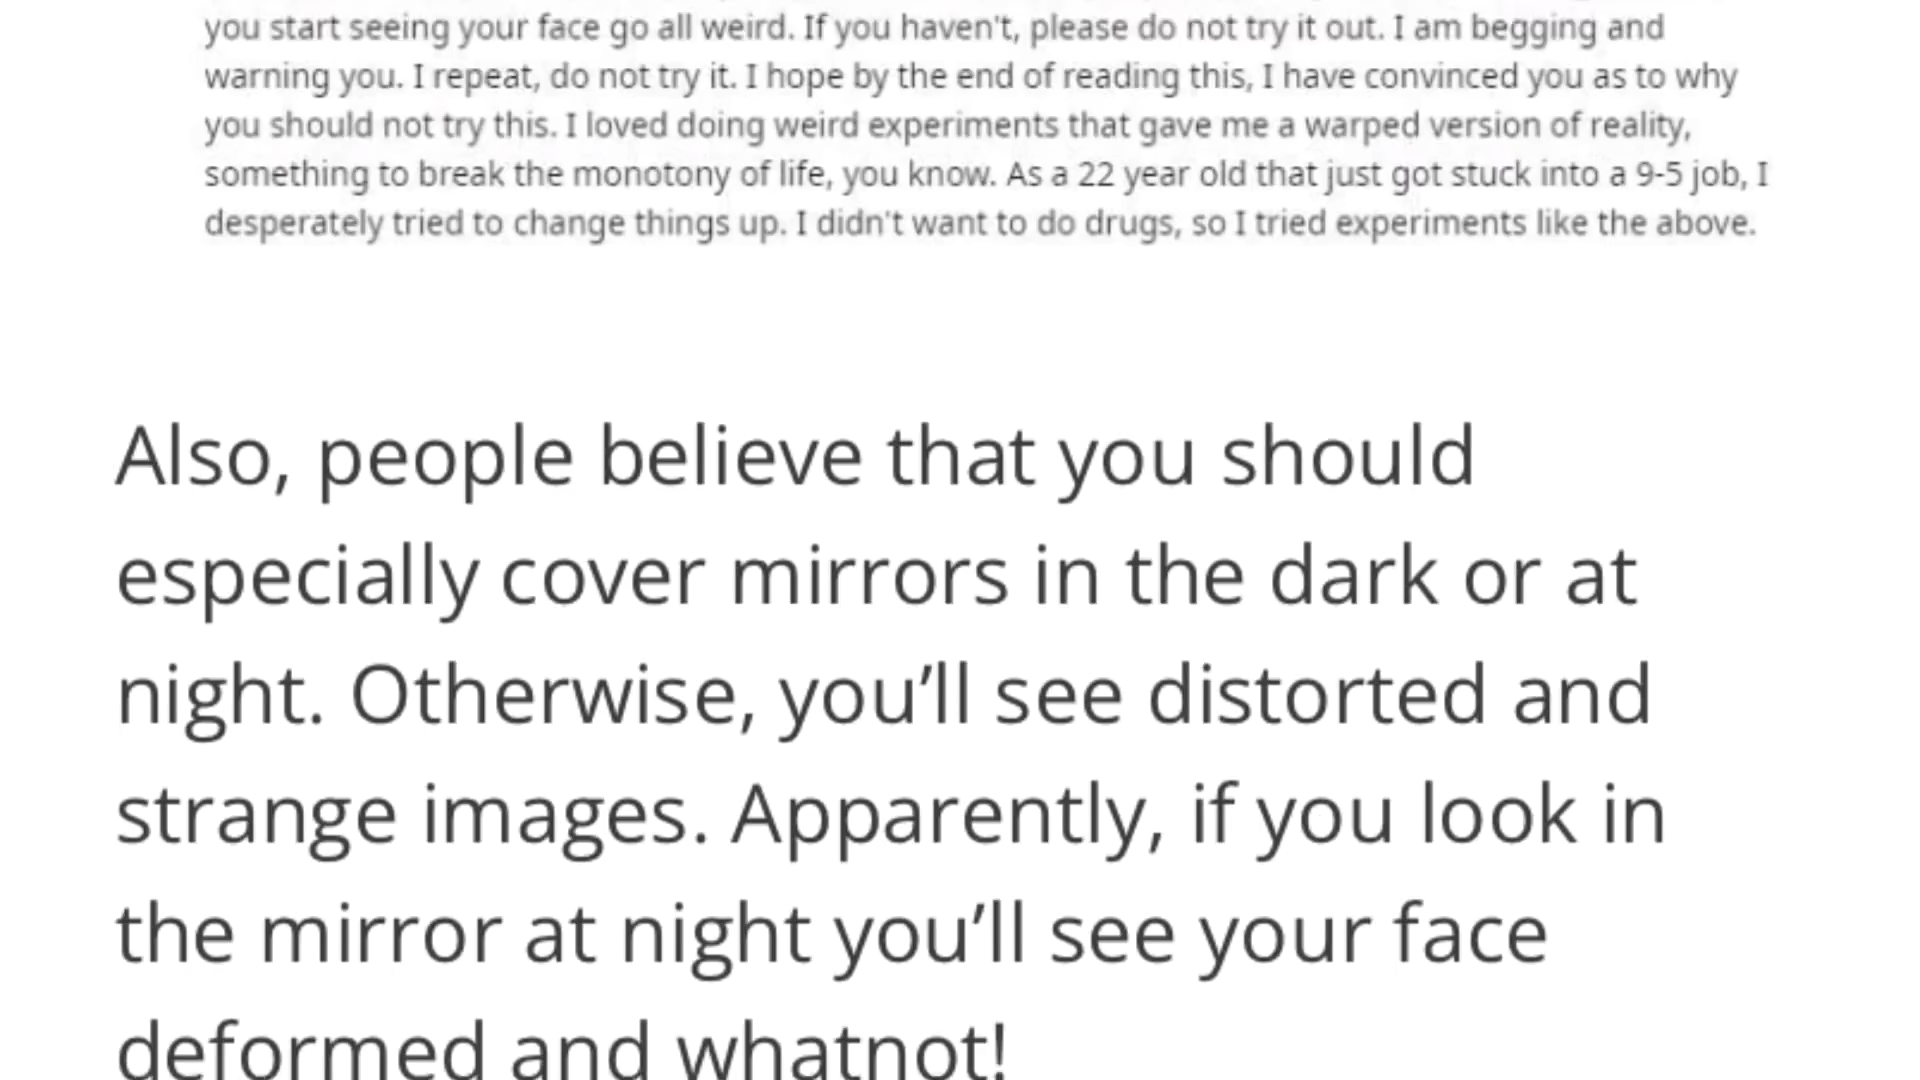 you start seeing your face go all weird. If you haven't, please do not try it out. I am begging and
warning you. I repeat, do not try it. I hope by the end of reading this, I have convinced you as to why
you should not try this. I loved doing weird experiments that gave me a warped version of reality,
something to break the monotony of life, you know. As a 22 year old that just got stuck into a 9-5 job, I
desperately tried to change things up. I didn't want to do drugs, so I tried experiments like the above.
Also, people believe that you should
especially cover mirrors in the dark or at
night. Otherwise, you’ll see distorted and
strange images. Apparently, if you look in
the mirror at night you’ll see your face
deformed and whatnot!